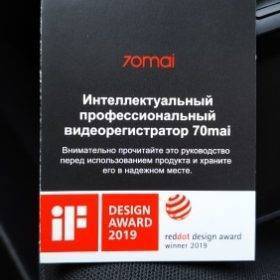 70mai
Интеллектуальный
профессиональный
видеорегистратор 70mai
Внимательно прочитайте это руководство
перед использованием продукта и храните
его в надежном месте.
iF
DESIGN
AWARD
2019
reddot design award
winner 2019